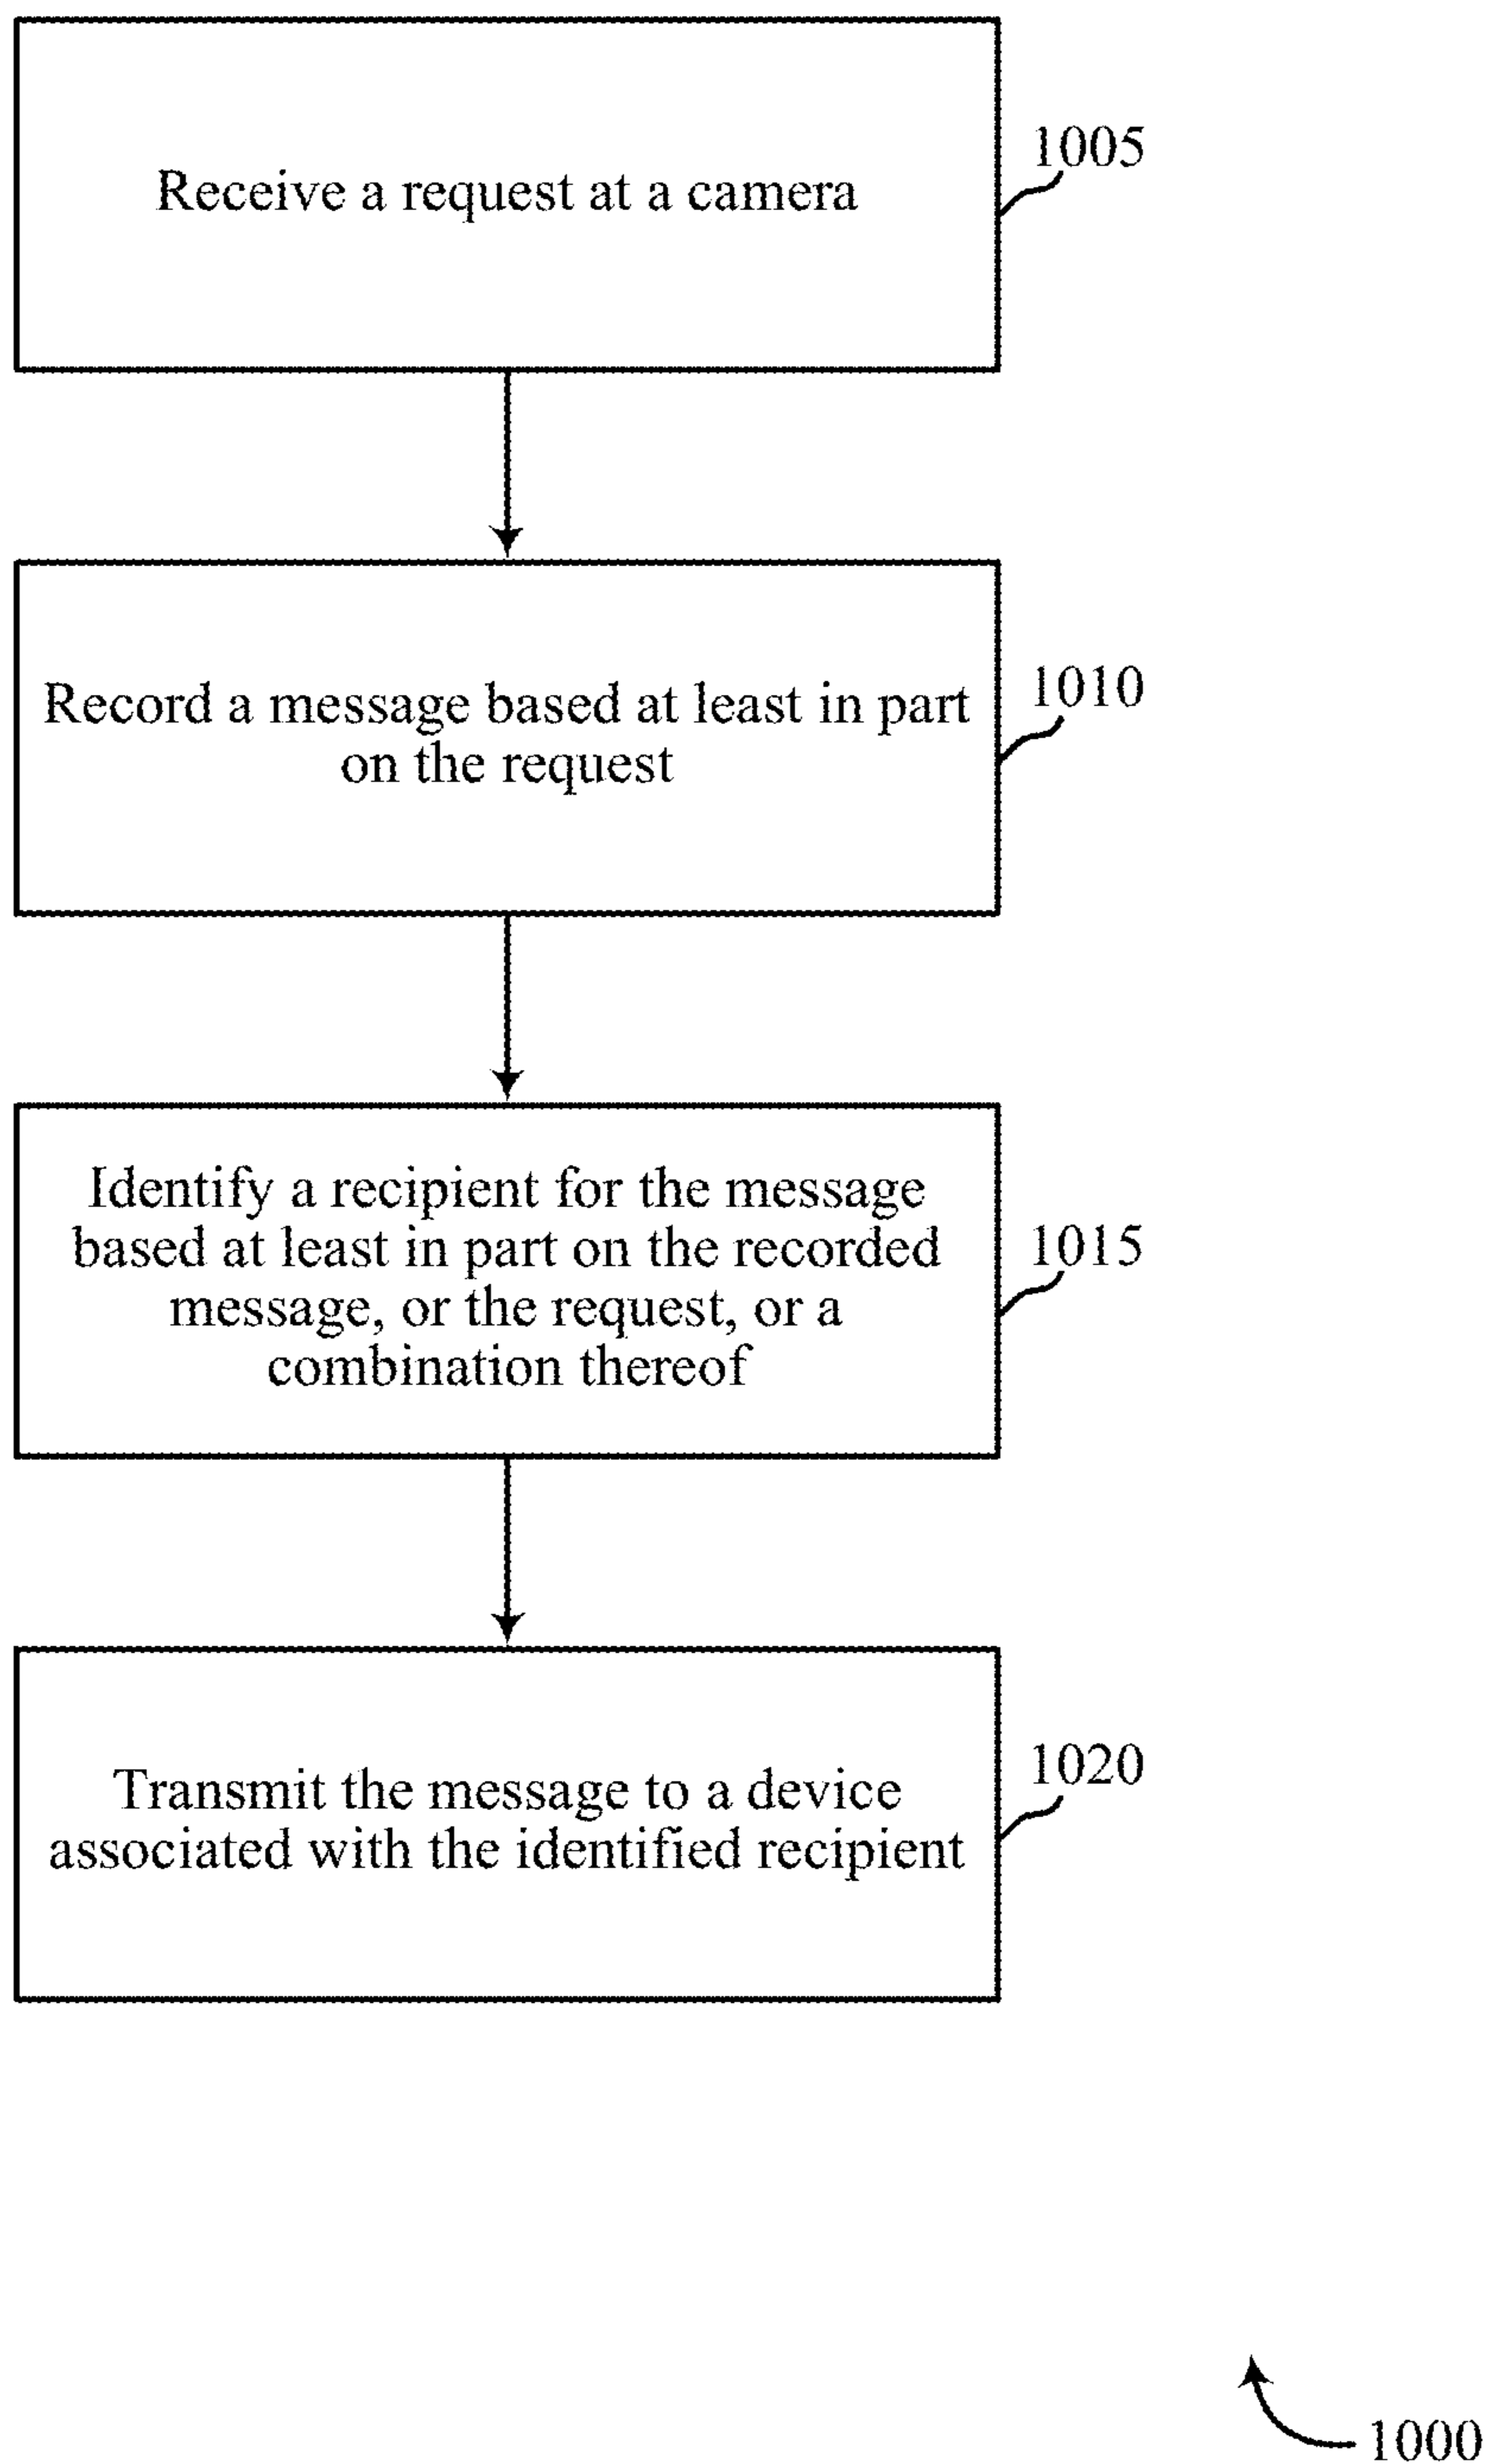 Receive a request at a camera
1005
Record a message based at least in part
on the request
1010
Identify a recipient for the message
based at least in part on the recorded
message, or the request, or a
combination thereof
1015
Transmit the message to a device
associated with the identified recipient
1020
1000